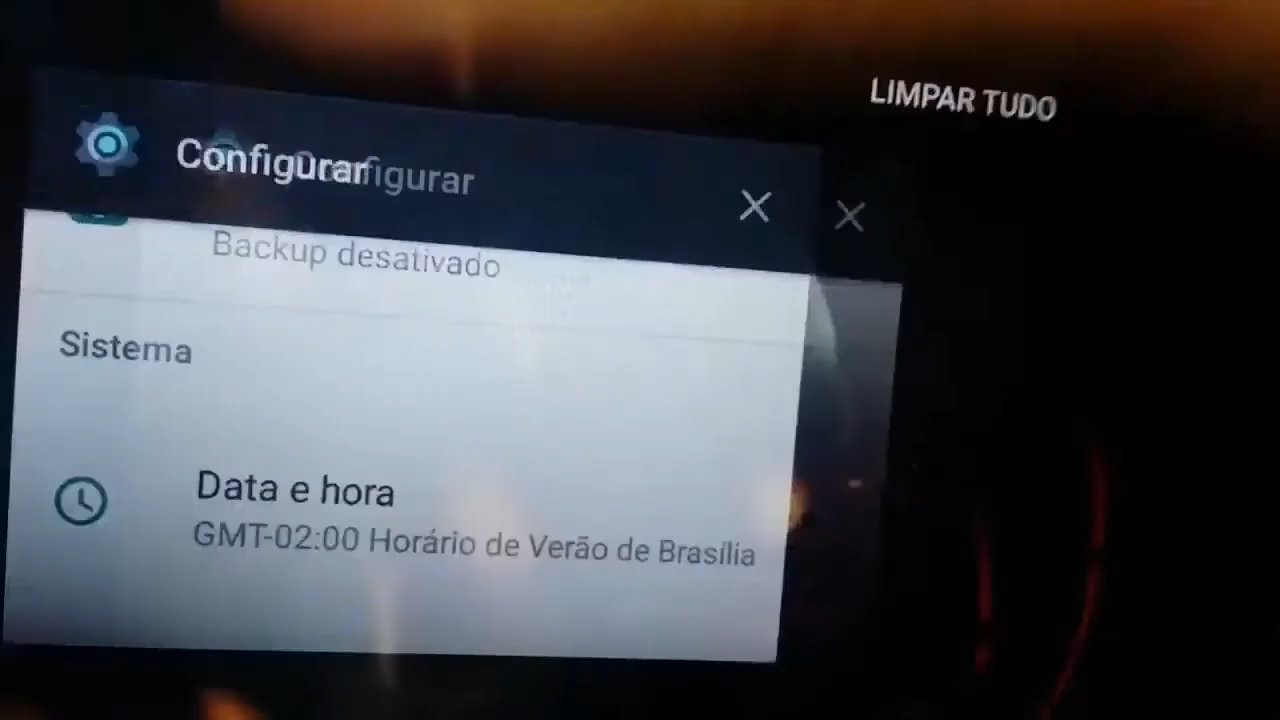 LIMPAR TUDO
Configurar
Configurar
Backup desativado
Sistema
Data e hora
GMT-02:00 Horário de Verão de Brasília